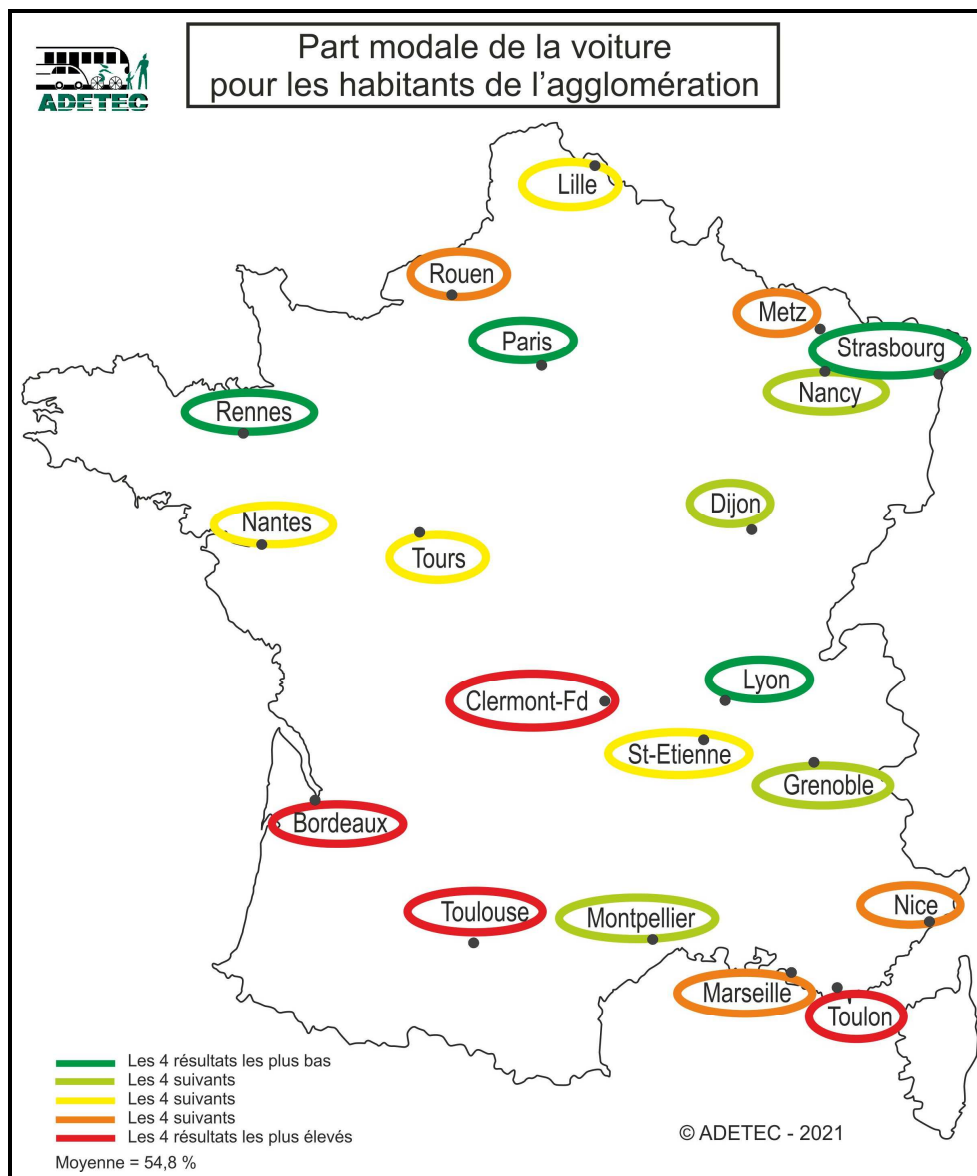 ADETEC
Part modale de la voiture
pour les habitants de l'agglomération
Lille
Rouen
Metz
Paris
Strasbourg
Nancy
Rennes
Dijon
Nantes
Tours
Lyon
Clermont-Fd
St-Etienne
Grenoble
Bordeaux
Nice
Toulouse
Montpellier
Marseille
Toulon
Les 4 résultats les plus bas
Les 4 suivants
Les 4 suivants
Les 4 suivants
Les 4 résultats les plus élevés
© ADETEC - 2021
Moyenne = 54,8 %